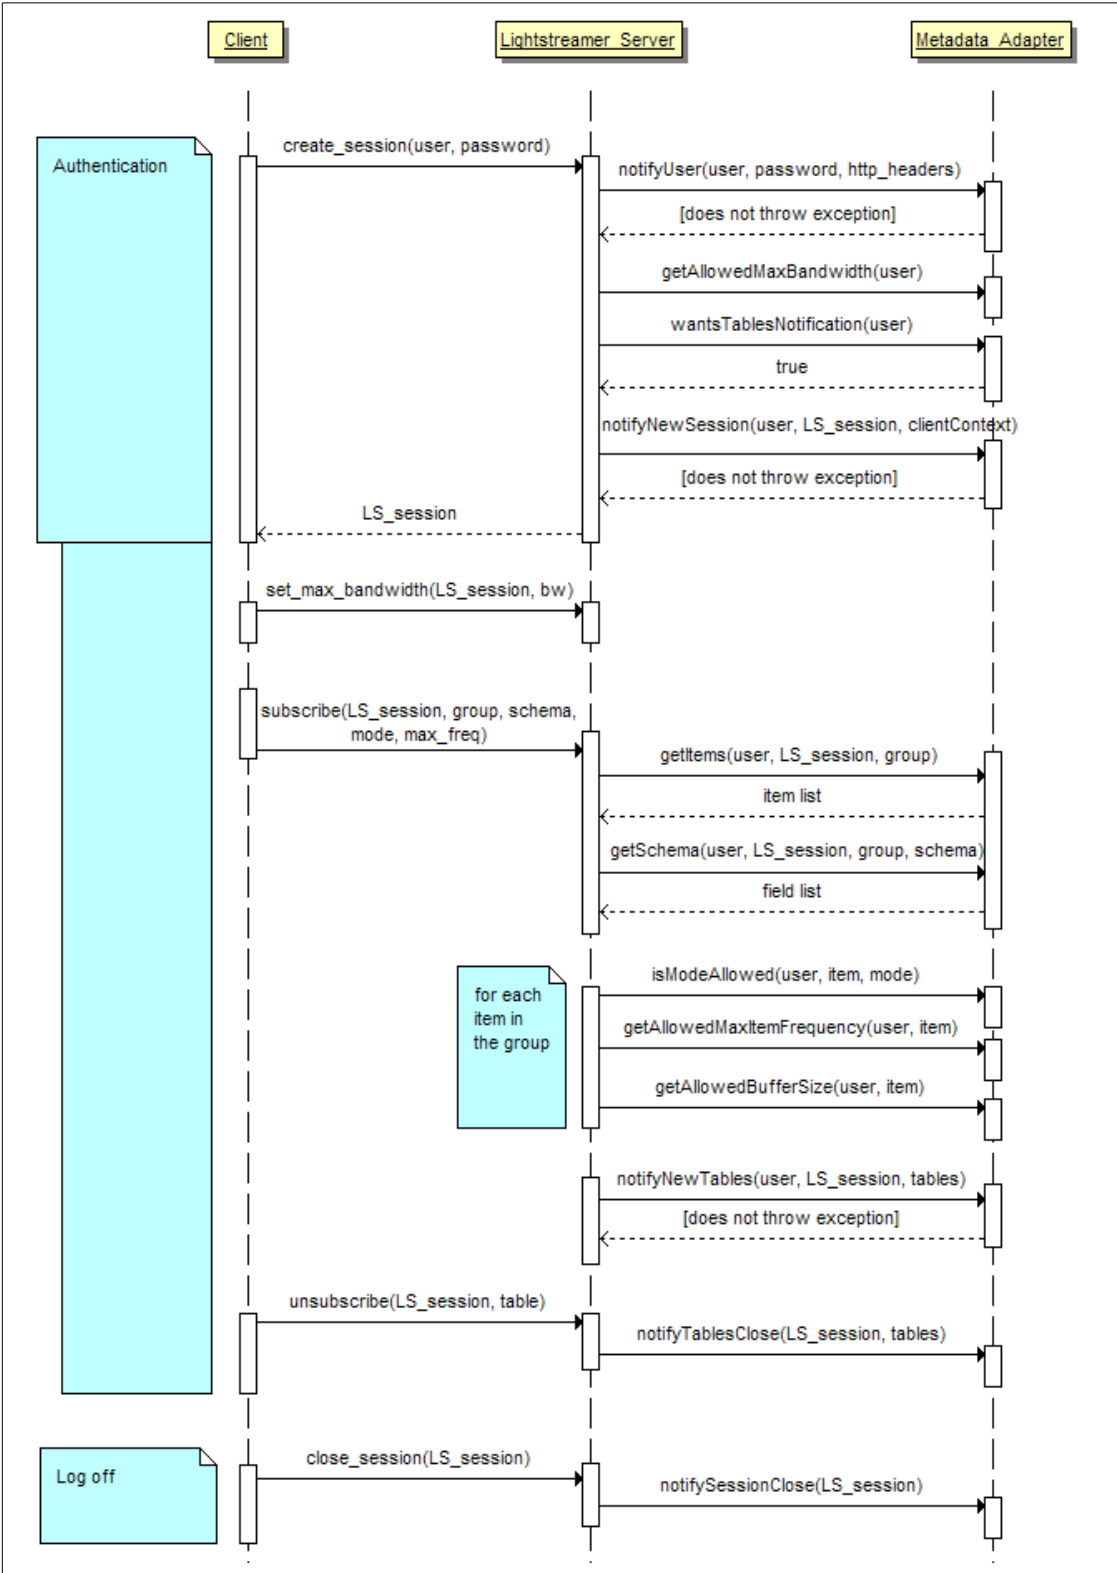 Client
Lightstreamer_Server
Metadata_Adapter
Authentication
create_session(user, password)
notifyUser(user, password, http_headers)
[does not throw exception]
getAllowedMaxBandwidth(user)
wantsTablesNotification(user)
true
notifyNewSession(user, LS_session, clientContext)
[does not throw exception]
LS_session
set_max_bandwidth(LS_session, bw)
subscribe(LS_session, group, schema,
mode, max_freq)
getItems(user, LS_session, group)
item list
getSchema(user, LS_session, group, schema)
field list
for each
item in
the group
isModeAllowed(user, item, mode)
getAllowedMaxItemFrequency(user, item)
getAllowedBufferSize(user, item)
notifyNewTables(user, LS_session, tables)
[does not throw exception]
unsubscribe(LS_session, table)
notifyTablesClose(LS_session, tables)
Log off
close_session(LS_session)
notifySessionClose(LS_session)